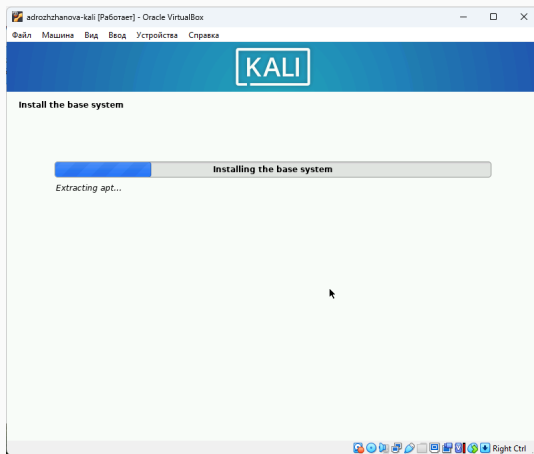 adrozhzhanova-kali [Работает] - Oracle VirtualBox
Файл Машина Вид Ввод Устройства Справка
KALI
Install the base system
Installing the base system
Extracting apt...
Right Ctrl